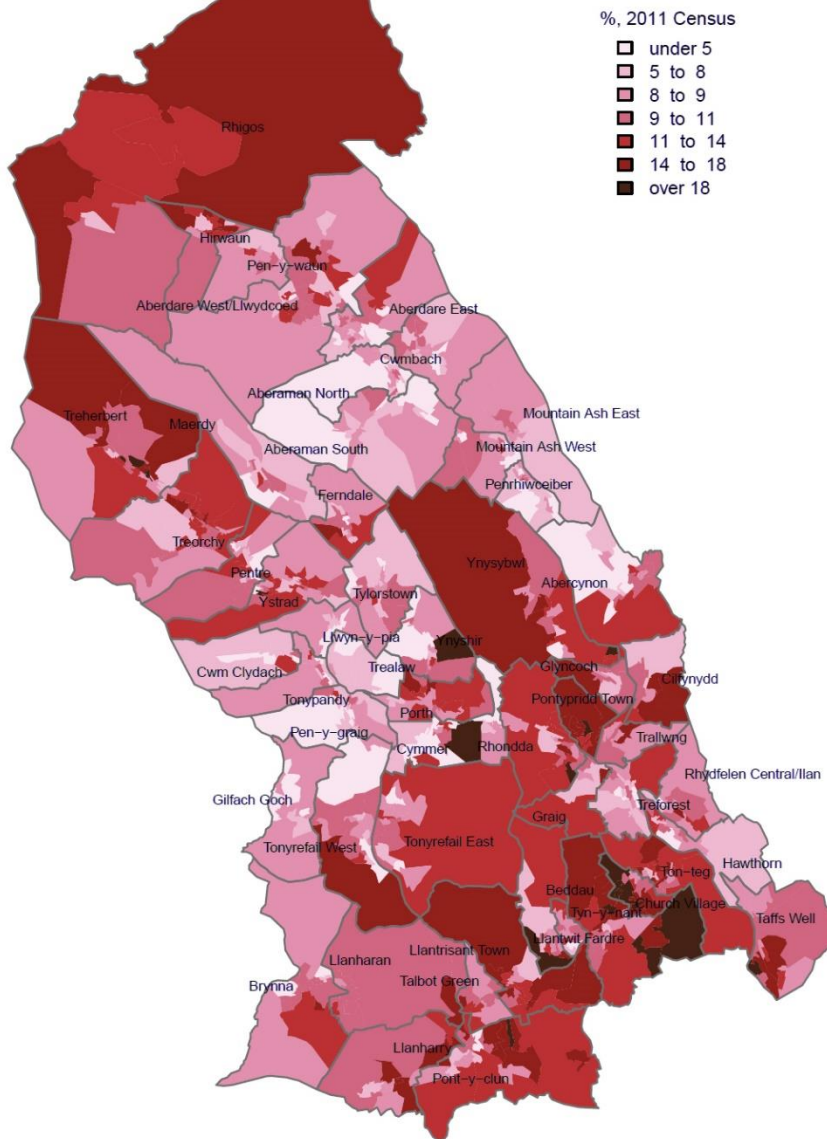 %, 2011 Census
under 5
5 to 8
8 to 9
9 to 11
11 to 14
14 to 18
over 18
Rhigos
Hirwaun
Pen-y-waun
Aberdare West/Llwydcoed
Aberdare East
Cwmbach
Aberaman North
Treherbert
Maerdy
Mountain Ash East
Aberaman South
Mountain Ash West
Ferndale
Penrhiwceiber
Treorchy
Ynysybwl
Pentre
Abercynon
Ystrad
Tylorstown
Llwyn-y-pia
Ynyshir
Cwm Clydach
Trealaw
Glyncoch
Cilfynydd
Tonypandy
Porth
Pontypridd Town
Pen-y-graig
Cymmer
Rhondda
Trallwng
Rhydfelen Central/Ilan
Gilfach Goch
Treforest
Graig
Tonyrefail West
Tonyrefail East
Hawthorn
Ton-teg
Beddau
Church Village
Tyn-y-nant
Taffs Well
Llantwit Fardre
Llantrisant Town
Llanharan
Talbot Green
Brynna
Llanharry
Pont-y-clun